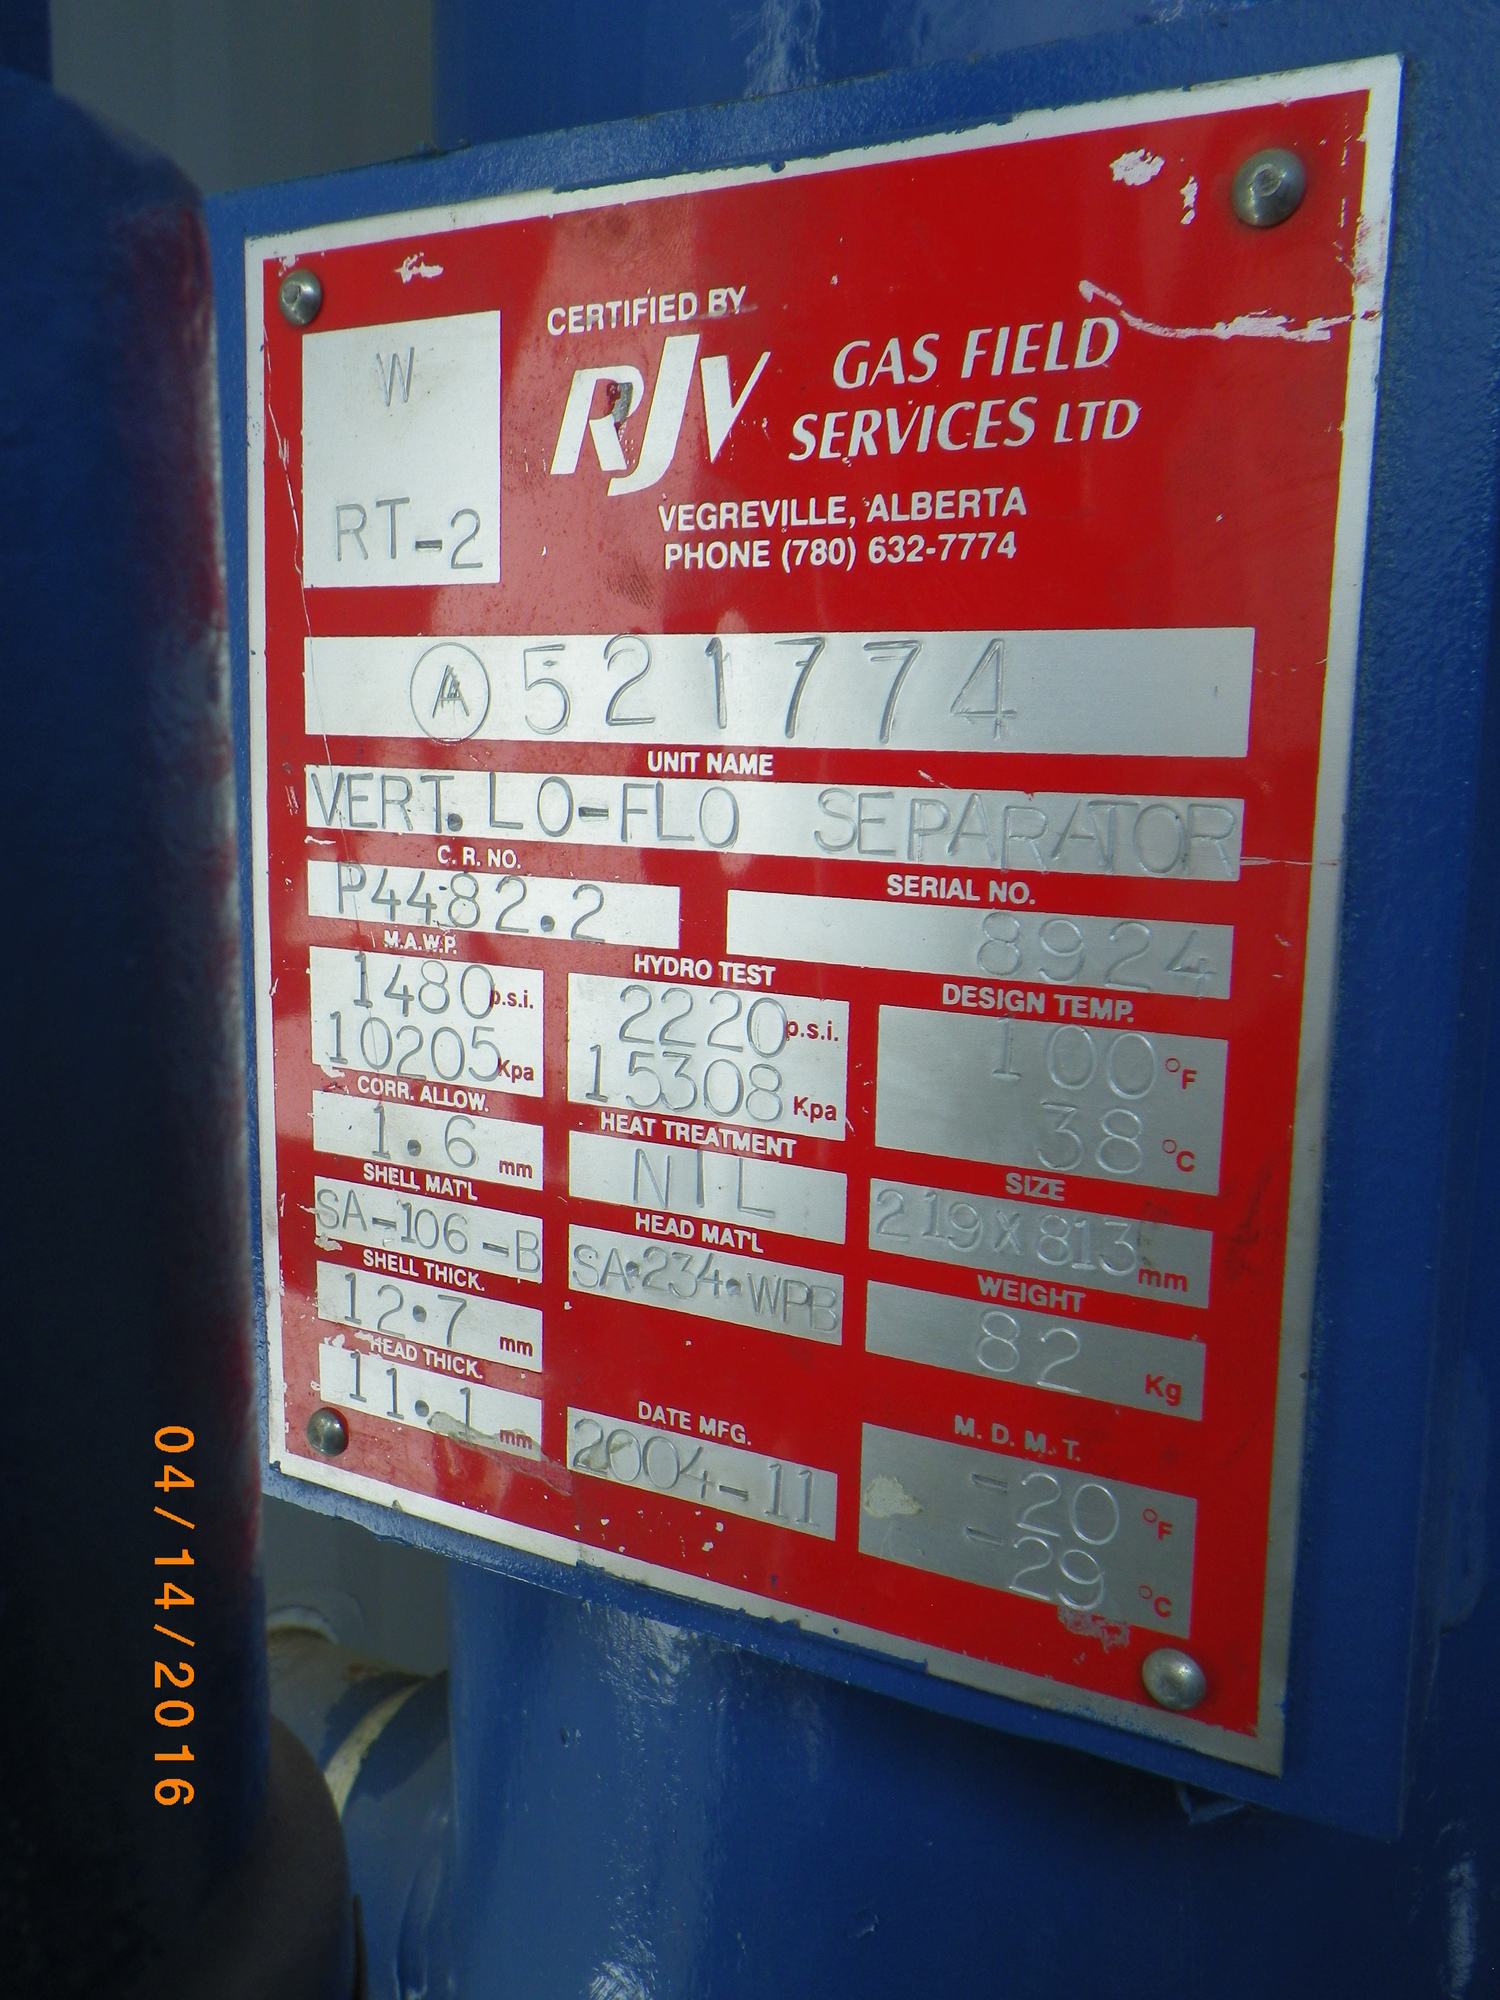 W
RT-2
CERTIFIED BY
RJV GAS FIELD
SERVICES LTD
VEGREVILLE, ALBERTA
PHONE (780) 632-7774
A 521774
UNIT NAME
VERT. LO-FLO SEPARATOR
C. R. NO.
P4482.2
SERIAL NO.
8924
M.A.W.P.
1480 p.s.i.
10205 Kpa
HYDRO TEST
2220 p.s.i.
15308 Kpa
DESIGN TEMP.
100 °F
38 °C
CORR. ALLOW.
1.6 mm
HEAT TREATMENT
NIL
SIZE
219X813 mm
SHELL MAT'L
SA-106-B
HEAD MAT'L
SA•234•WPB
WEIGHT
82 Kg
SHELL THICK.
12.7 mm
HEAD THICK.
11.1 mm
DATE MFG.
2004-11
M. D. M. T.
-20 °F
-29 °C
04/14/2016